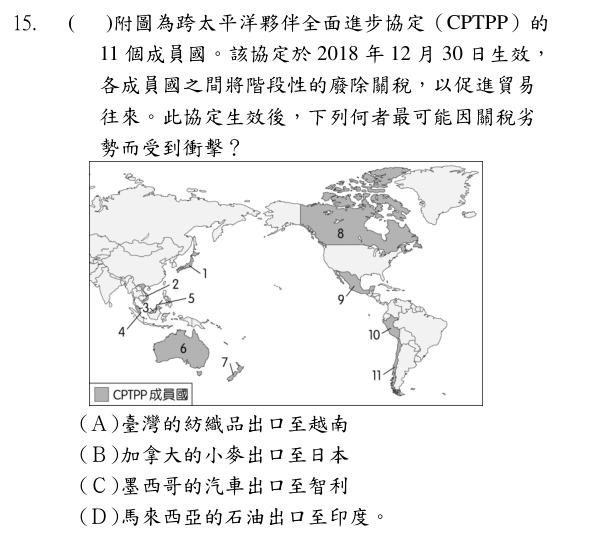 15. (   )附圖為跨太平洋夥伴全面進步協定（CPTPP）的
11 個成員國。該協定於 2018 年 12 月 30 日生效，
各成員國之間將階段性的廢除關稅，以促進貿易
往來。此協定生效後，下列何者最可能因關稅劣
勢而受到衝擊？
8
1
2
3
5
4
9
10
6
7
11
CPTPP 成員國
（A）臺灣的紡織品出口至越南
（B）加拿大的小麥出口至日本
（C）墨西哥的汽車出口至智利
（D）馬來西亞的石油出口至印度。